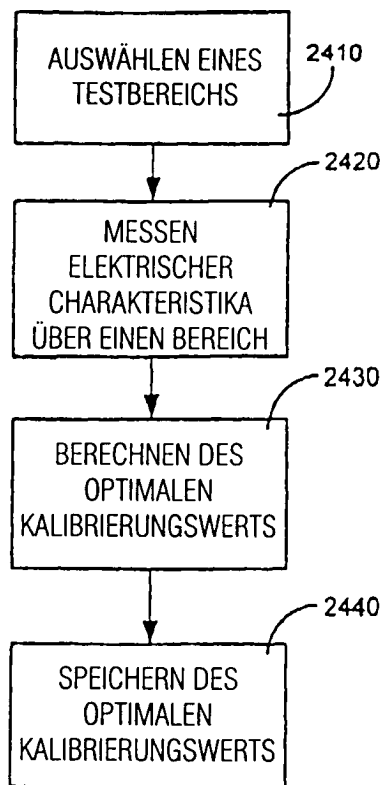 AUSWÄHLEN EINES
TESTBEREICHS
2410
2420
MESSEN
ELEKTRISCHER
CHARAKTERISTIKA
ÜBER EINEN BEREICH
2430
BERECHNEN DES
OPTIMALEN
KALIBRIERUNGSWERTS
2440
SPEICHERN DES
OPTIMALEN
KALIBRIERUNGSWERTS